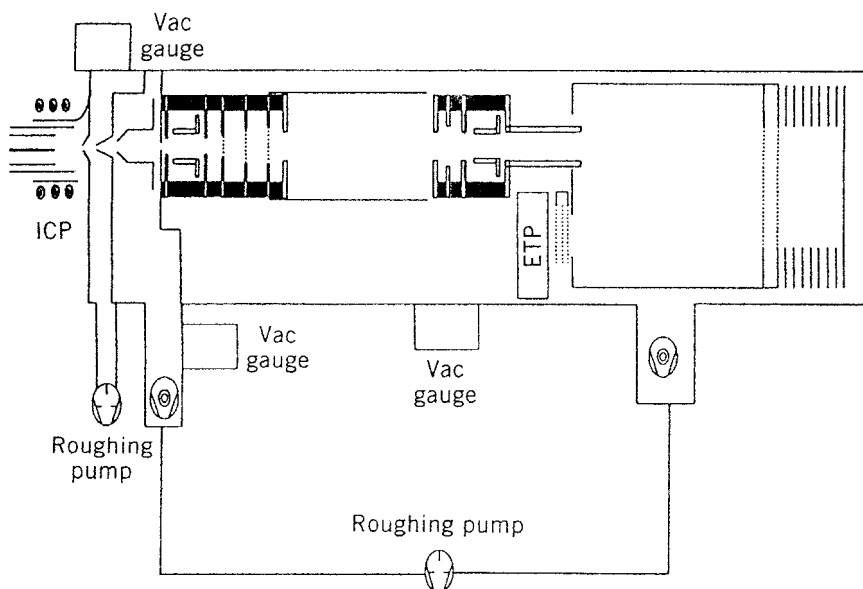 Vac
gauge
ICP
ETP
Vac
gauge
Vac
gauge
Roughing
pump
Roughing pump